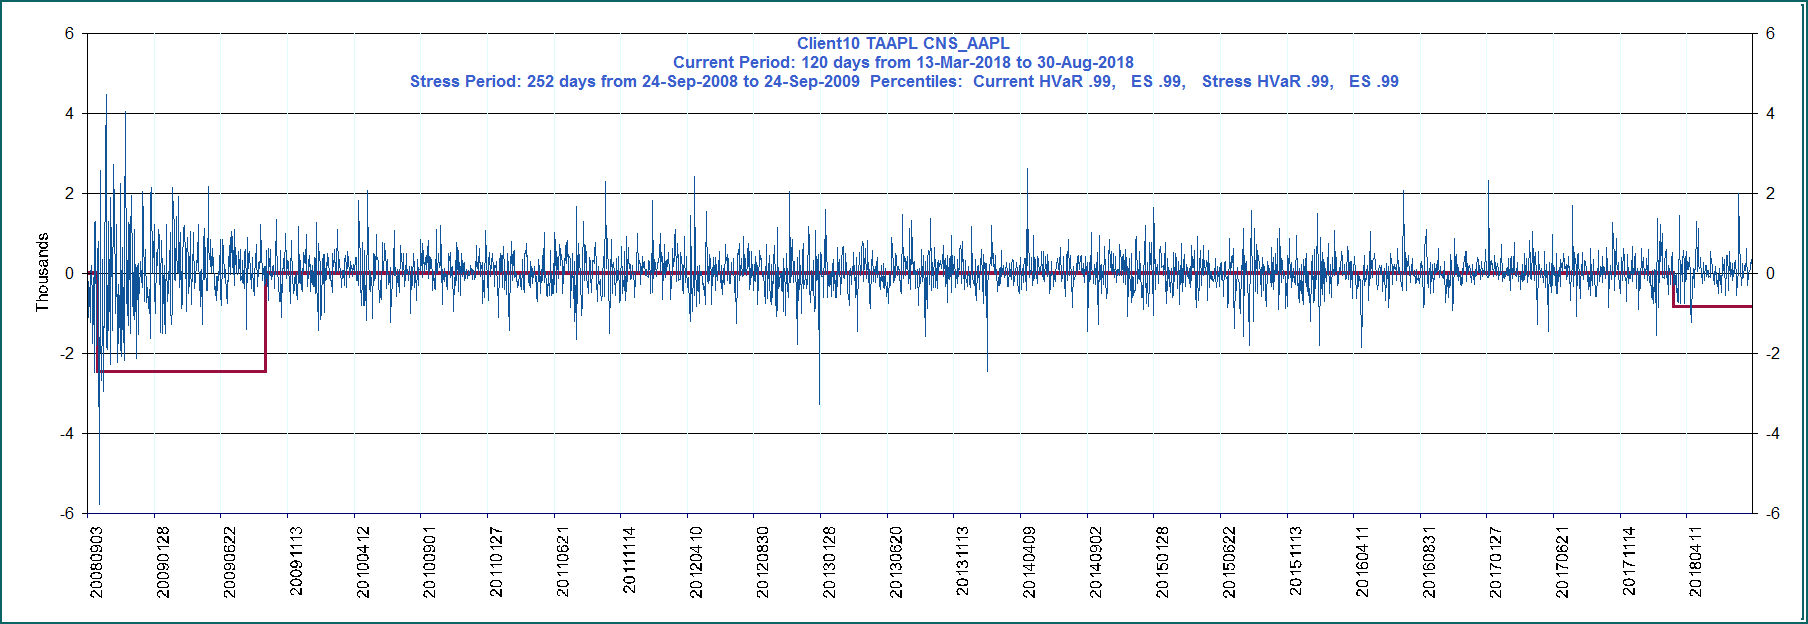 Client10 TAAPL CNS_AAPL
Current Period: 120 days from 13-Mar-2018 to 30-Aug-2018
Stress Period: 252 days from 24-Sep-2008 to 24-Sep-2009  Percentiles:  Current HVaR .99,   ES .99,   Stress HVaR .99,   ES .99
6 6
4 4
2 2
0 0
-2 -2
-4 -4
-6 -6
Thousands
20080903 20090128 20090622 20091113 20100412 20100901 20110127 20110621 20111114 20120410 20120830 20130128 20130620 20131113 20140409 20140902 20150128 20150622 20151113 20160411 20160831 20170127 20170621 20171114 20180411